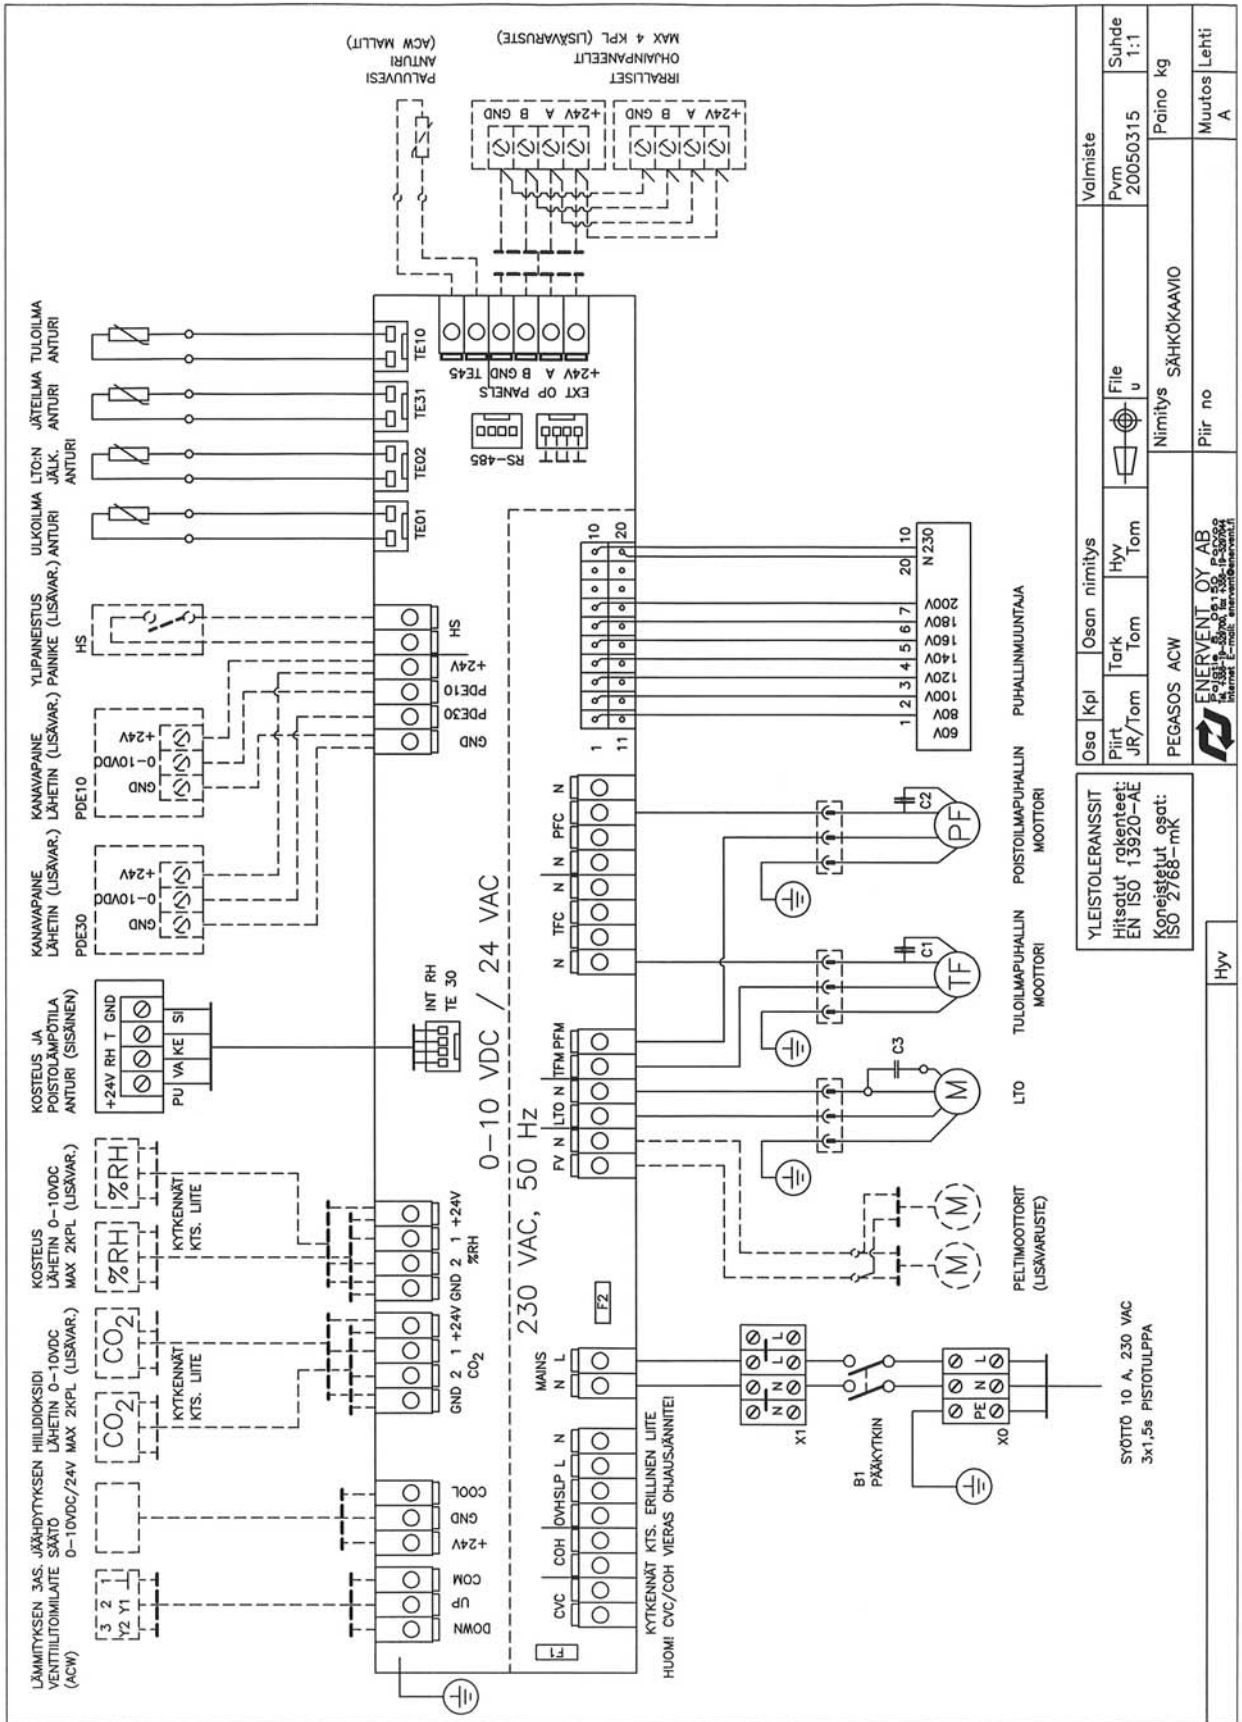 LÄMMITYKSEN 3AS.
VENTTIILITOIMILAITE
(ACW)
JÄÄHDYTYKSEN
SÄÄTÖ
0-10VDC/24V
HIILIDIOKSIDI
LÄHETIN 0-10VDC
MAX 2KPL (LISÄVAR.)
KOSTEUS
LÄHETIN 0-10VDC
MAX 2KPL (LISÄVAR.)
KOSTEUS JA
POISTOLÄMPÖTILA
ANTURI (SISÄINEN)
KANAVAPAINE
LÄHETIN (LISÄVAR.)
PDE30
KANAVAPAINE
LÄHETIN (LISÄVAR.)
PDE10
YLIPAINEISTUS
PAINIKE (LISÄVAR.)
HS
ULKOILMA
ANTURI
LTO:N
JÄLK.
ANTURI
JÄTEILMA
ANTURI
TULOILMA
ANTURI
3 2 1
Y2 Y1 ⊥
CO2
CO2
KYTKENNÄT
KTS. LIITE
%RH
%RH
KYTKENNÄT
KTS. LIITE
+24V RH T GND
PU VA KE SI
GND
0-10VDC
+24V
GND
0-10VDC
+24V
PALUUVESI
ANTURI
(ACW MALLIT)
IRRALLISET
OHJAINPANEELIT
MAX 4 KPL (LISÄVARUSTE)
+24V A B GND
+24V A B GND
DOWN
UP
COM
+24V
GND
COOL
GND 2 1 +24V
CO2
GND 2 1 +24V
%RH
INT RH
TE 30
GND
PDE30
PDE10
+24V
HS
TE01
TE02
TE31
TE10
TE45
+24V A B GND
EXT OP PANELS
RS-485
0-10 VDC / 24 VAC
230 VAC, 50 Hz
F1
F2
CVC
COH
OVH
SLP
L
N
MAINS
N L
FV N
LTO N
TFM
PFM
N
TFC
N
N
PFC
N
1 10
11 20
KYTKENNÄT KTS. ERILLINEN LIITE
HUOM! CVC/COH VIERAS OHJAUSJÄNNITE!
X1
N N L L
B1
PÄÄKYTKIN
X0
PE N L
SYÖTTÖ 10 A, 230 VAC
3x1,5s PISTOTULPPA
M
M
PELTIMOOTTORIT
(LISÄVARUSTE)
C3
M
LTO
C1
TF
TULOILMAPUHALLIN
MOOTTORI
C2
PF
POISTOILMAPUHALLIN
MOOTTORI
1 2 3 4 5 6 7 20 10
60V 80V 100V 120V 140V 160V 180V 200V N 230
PUHALLINMUUNTAJA
YLEISTOLERANSSIT
Hitsatut rakenteet:
EN ISO 13920-AE
Koneistetut osat:
ISO 2768-mK
Hyv
Osa Kpl Osan nimitys Valmiste
Piirt
JR/Tom
Tark
Tom
Hyv
Tom
File
u
Pvm
20050315
Suhde
1:1
PEGASOS ACW
Nimitys SÄHKÖKAAVIO
Paino kg
ENERVENT OY AB
Piir no
Muutos
A
Lehti